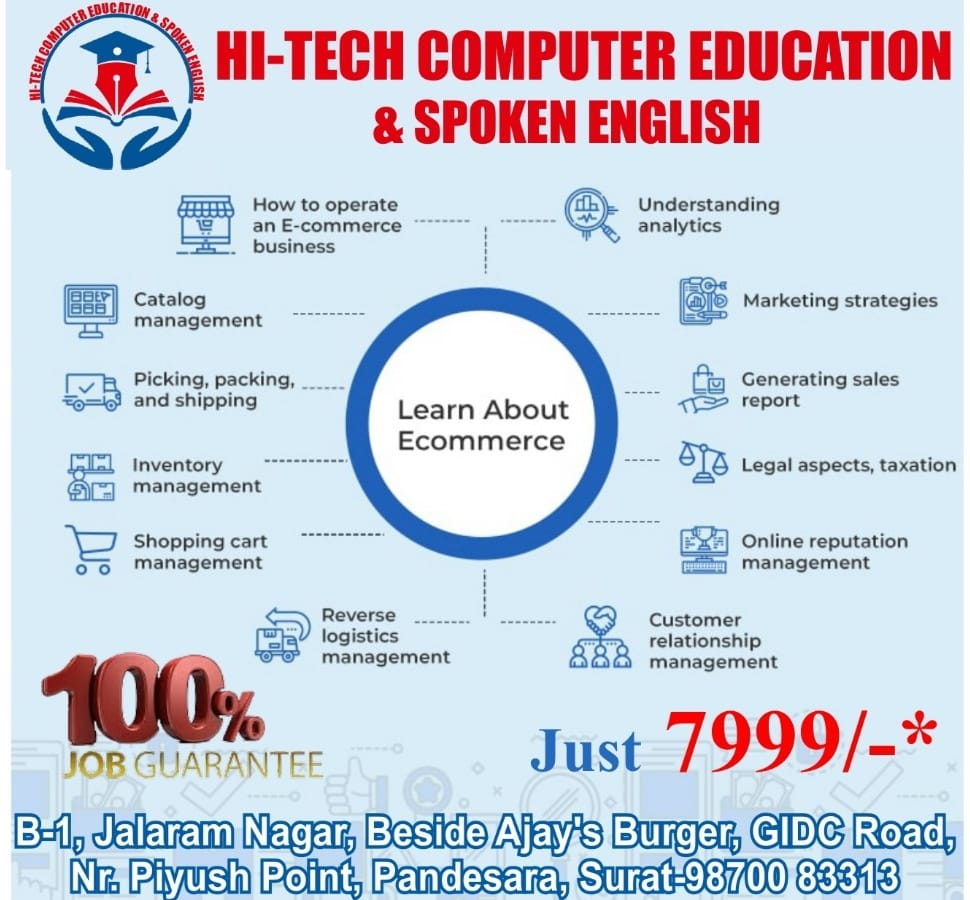 HI-TECH COMPUTER EDUCATION & SPOKEN ENGLISH
HI-TECH COMPUTER EDUCATION
& SPOKEN ENGLISH
How to operate
an E-commerce
business
Understanding
analytics
Catalog
management
Marketing strategies
Picking, packing,
and shipping
Generating sales
report
Learn About
Ecommerce
Inventory
management
Legal aspects, taxation
Shopping cart
management
Online reputation
management
Reverse
logistics
management
Customer
relationship
management
100%
JOB GUARANTEE
Just 7999/-*
B-1, Jalaram Nagar, Beside Ajay's Burger, GIDC Road,
Nr. Piyush Point, Pandesara, Surat-98700 83313